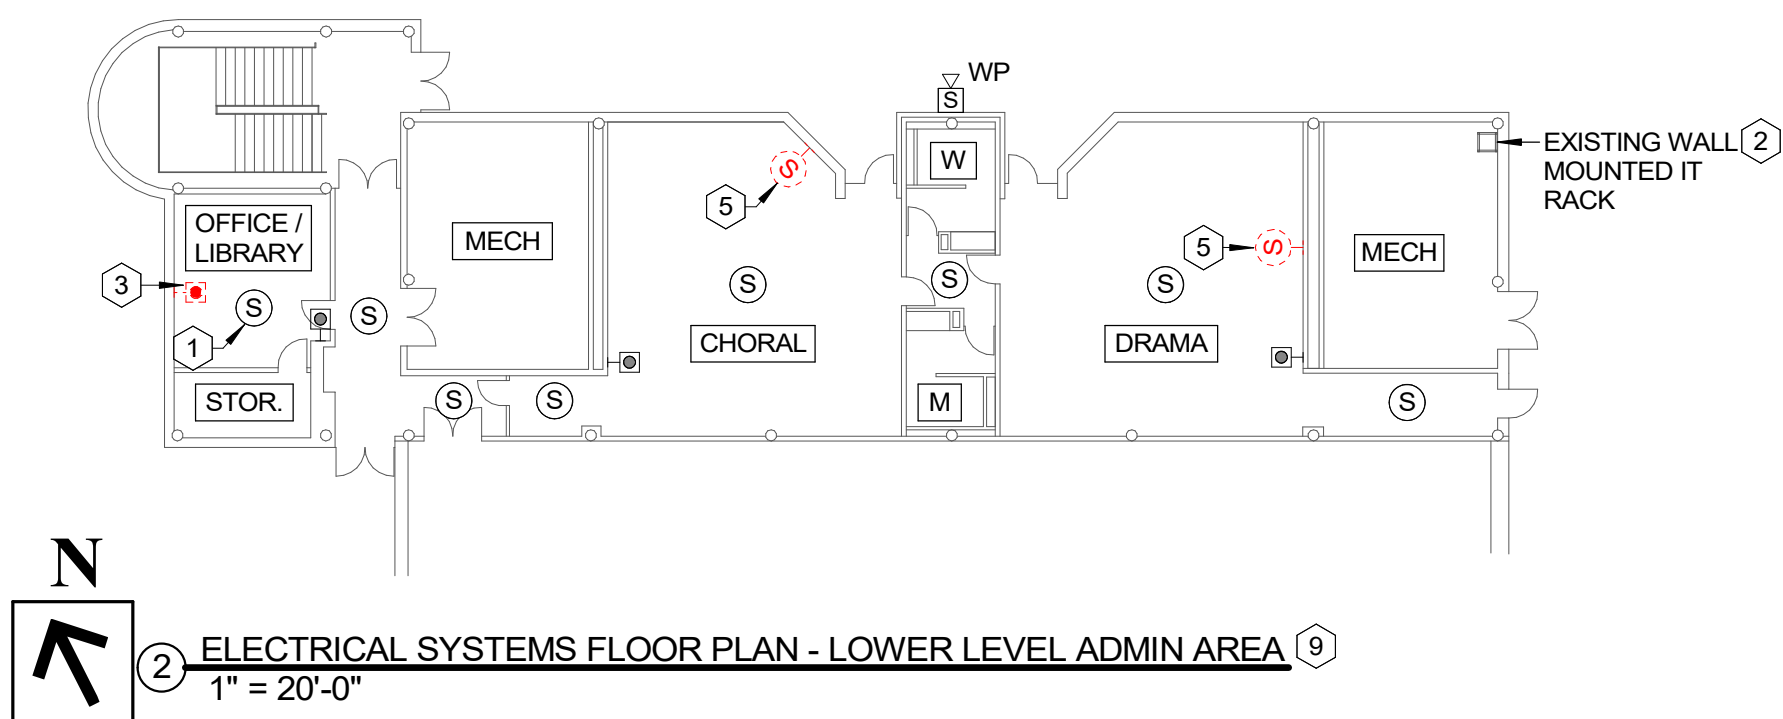 WP
S
W
EXISTING WALL 2
MOUNTED IT
RACK
S
5
OFFICE /
LIBRARY
MECH
5
S
MECH
3
S
S
S
S
S
1
CHORAL
DRAMA
STOR.
S
S
M
S
N
2 ELECTRICAL SYSTEMS FLOOR PLAN - LOWER LEVEL ADMIN AREA 9
1" = 20'-0"